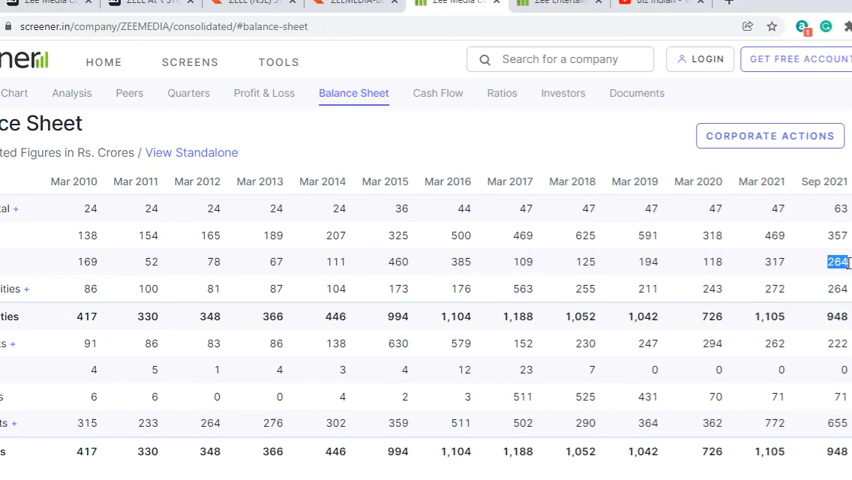 screener.in/company/ZEEMEDIA/consolidated/#balance-sheet
HOME SCREENS TOOLS Search for a company LOGIN GET FREE ACCOUNT
Chart Analysis Peers Quarters Profit & Loss Balance Sheet Cash Flow Ratios Investors Documents
ce Sheet
CORPORATE ACTIONS
ted Figures in Rs. Crores / View Standalone
Mar 2010 Mar 2011 Mar 2012 Mar 2013 Mar 2014 Mar 2015 Mar 2016 Mar 2017 Mar 2018 Mar 2019 Mar 2020 Mar 2021 Sep 2021
tal + 24 24 24 24 24 36 44 47 47 47 47 47 63
138 154 165 189 207 325 500 469 625 591 318 469 357
169 52 78 67 111 460 385 109 125 194 118 317 264
ities + 86 100 81 87 104 173 176 563 255 211 243 272 264
ties 417 330 348 366 446 994 1,104 1,188 1,052 1,042 726 1,105 948
ts + 91 86 83 86 138 630 579 152 230 247 294 262 222
4 5 1 4 3 4 12 23 7 0 0 0 0
s 6 6 0 0 4 2 3 511 525 431 70 71 71
ts + 315 233 264 276 302 359 511 502 290 364 362 772 655
s 417 330 348 366 446 994 1,104 1,188 1,052 1,042 726 1,105 948